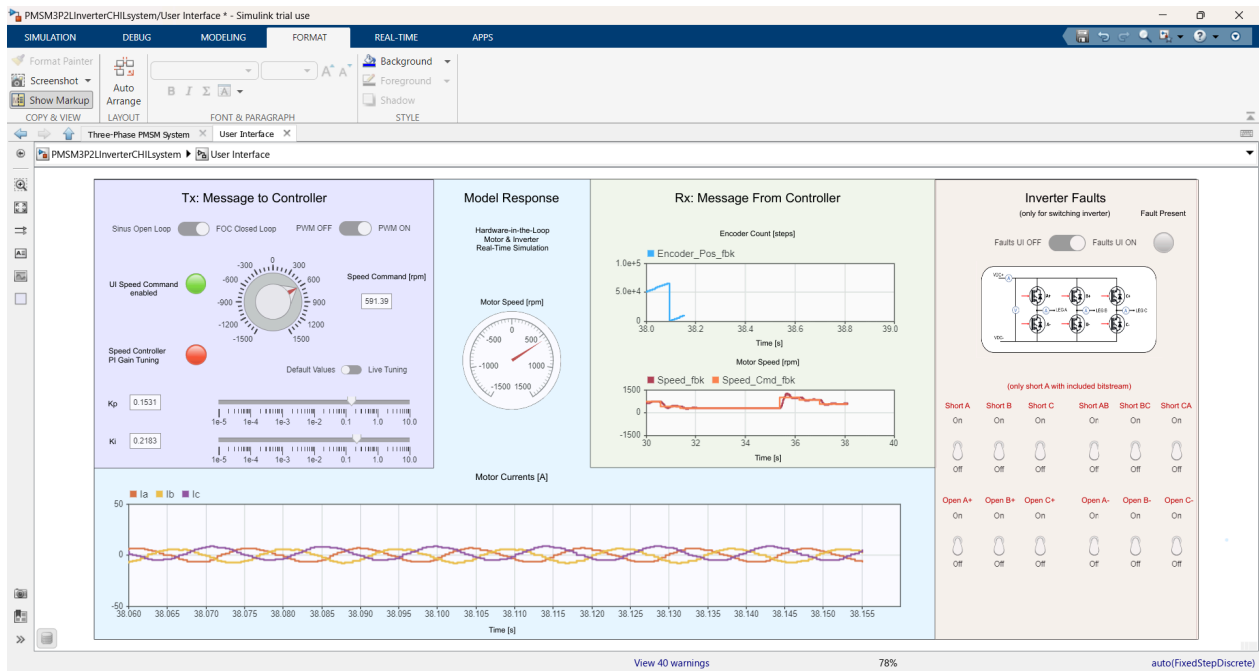 PMSM3P2LInverterCHILsystem/User Interface * - Simulink trial use
SIMULATION DEBUG MODELING FORMAT REAL-TIME APPS
Format Painter
Screenshot
Show Markup
COPY & VIEW
Auto
Arrange
LAYOUT
B I Σ A
FONT & PARAGRAPH
Background
Foreground
Shadow
STYLE
Three-Phase PMSM System
User Interface
PMSM3P2LInverterCHILsystem User Interface
Tx: Message to Controller
Sinus Open Loop FOC Closed Loop PWM OFF PWM ON
UI Speed Command
enabled
-1500 -1200 -900 -600 -300 0 300 600 900 1200 1500
Speed Command [rpm]
591.39
Speed Controller
PI Gain Tuning
Default Values Live Tuning
Kp 0.1531
1e-5 1e-4 1e-3 1e-2 0.1 1.0 10.0
Ki 0.2183
1e-5 1e-4 1e-3 1e-2 0.1 1.0 10.0
Model Response
Hardware-in-the-Loop
Motor & Inverter
Real-Time Simulation
Motor Speed [rpm]
-1500 -1000 -500 0 500 1000 1500
Rx: Message From Controller
Encoder Count [steps]
Encoder_Pos_fbk
1.0e+5
5.0e+4
0
38.0 38.2 38.4 38.6 38.8 39.0
Time [s]
Motor Speed [rpm]
Speed_fbk Speed_Cmd_fbk
1500
0
-1500
30 32 34 36 38 40
Time [s]
Motor Currents [A]
Ia Ib Ic
50
0
-50
38.060 38.065 38.070 38.075 38.080 38.085 38.090 38.095 38.100 38.105 38.110 38.115 38.120 38.125 38.130 38.135 38.140 38.145 38.150 38.155
Time [s]
Inverter Faults
(only for switching inverter)
Fault Present
Faults UI OFF Faults UI ON
VDC+
A+ B+ C+
LEG A LEG B LEG C
A- B- C-
VDC-
(only short A with included bitstream)
Short A Short B Short C Short AB Short BC Short CA
On On On On On On
Off Off Off Off Off Off
Open A+ Open B+ Open C+ Open A- Open B- Open C-
On On On On On On
Off Off Off Off Off Off
View 40 warnings
78%
auto(FixedStepDiscrete)